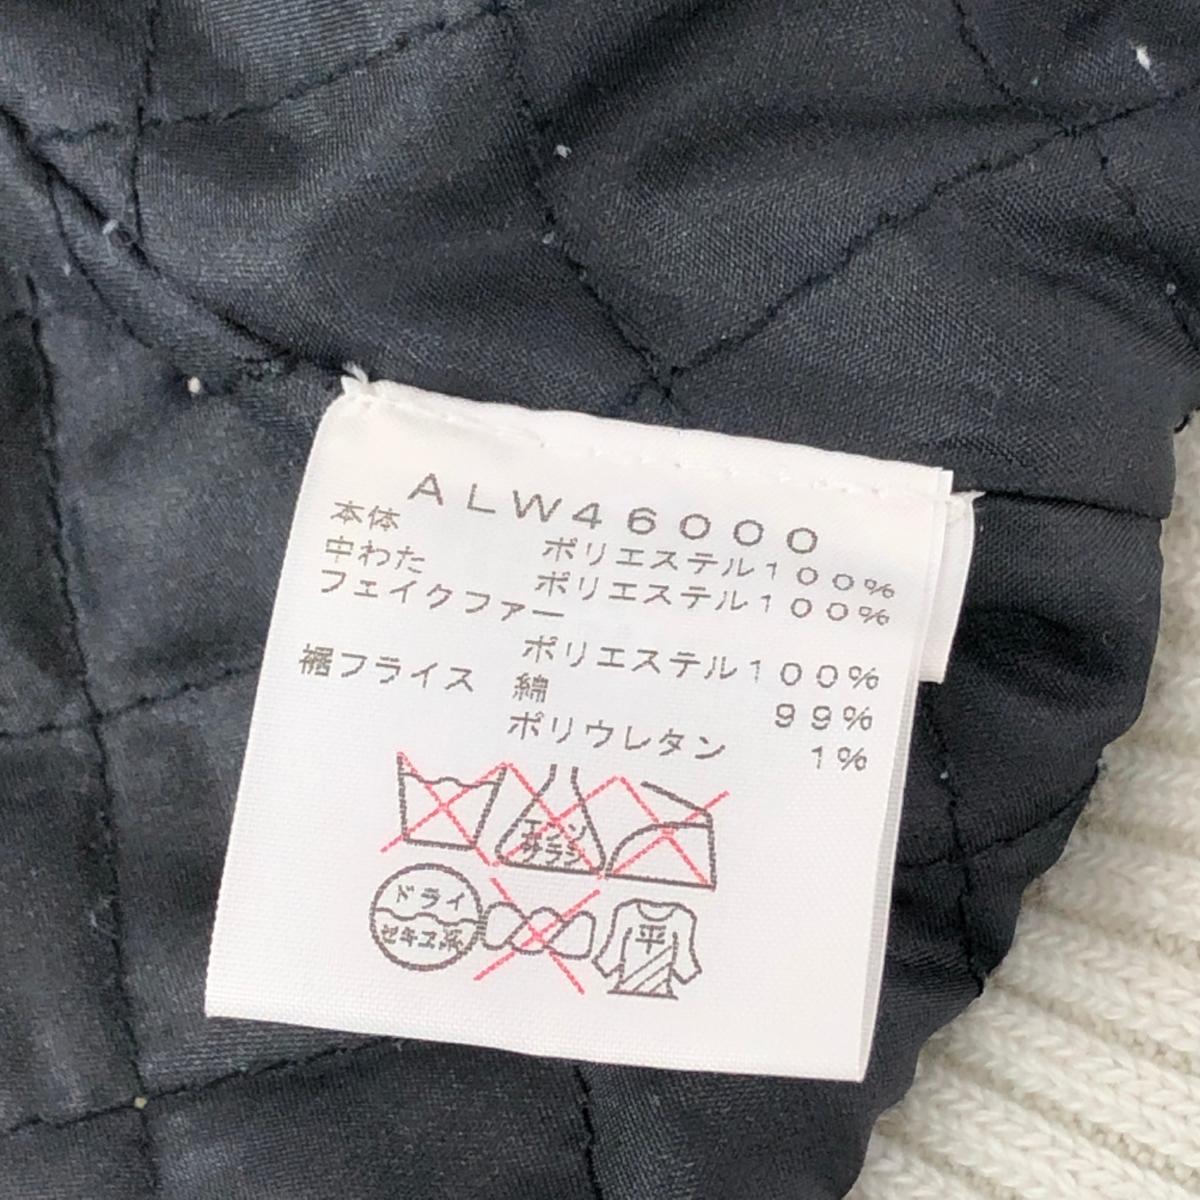 ALW46000
本体 ポリエステル100%
中わた ポリエステル100%
フェイクファー
ポリエステル100%
裾フライス 綿 99%
ポリウレタン 1%
エンソ
サラシ
ドライ
セキユ系
平